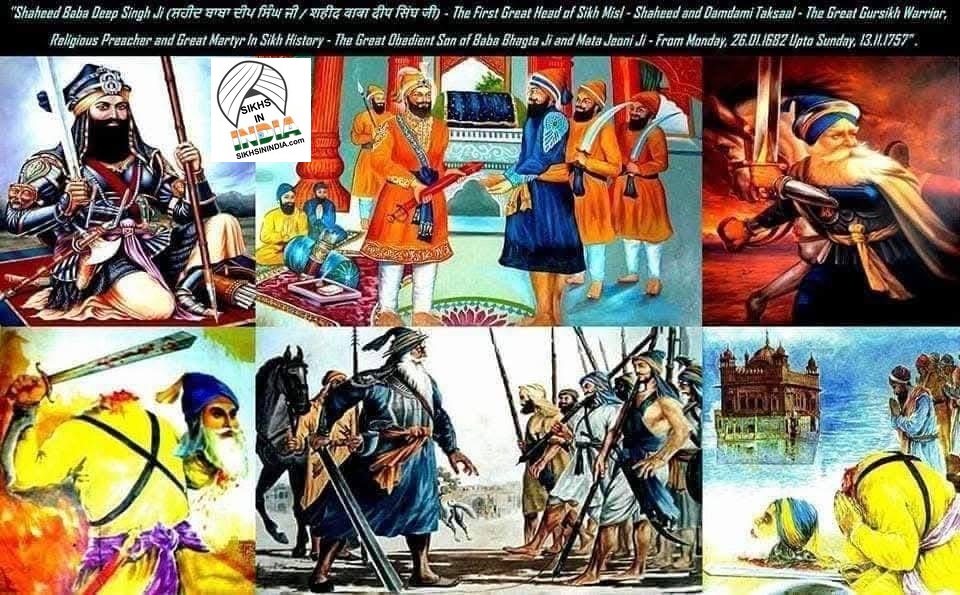 "Shaheed Baba Deep Singh Ji (ਸ਼ਹੀਦ ਬਾਬਾ ਦੀਪ ਸਿੰਘ ਜੀ / शहीद बाबा दीप सिंघ जी) - The First Great Head of Sikh Misl - Shaheed and Damdami Taksaal - The Great Gursikh Warrior,
Religious Preacher and Great Martyr In Sikh History - The Great Obedient Son of Baba Bhagta Ji and Mata Jeoni Ji - From Monday, 26.01.1682 Upto Sunday, 13.11.1757".
SIKHS
IN
INDIA
SIKHSININDIA.com